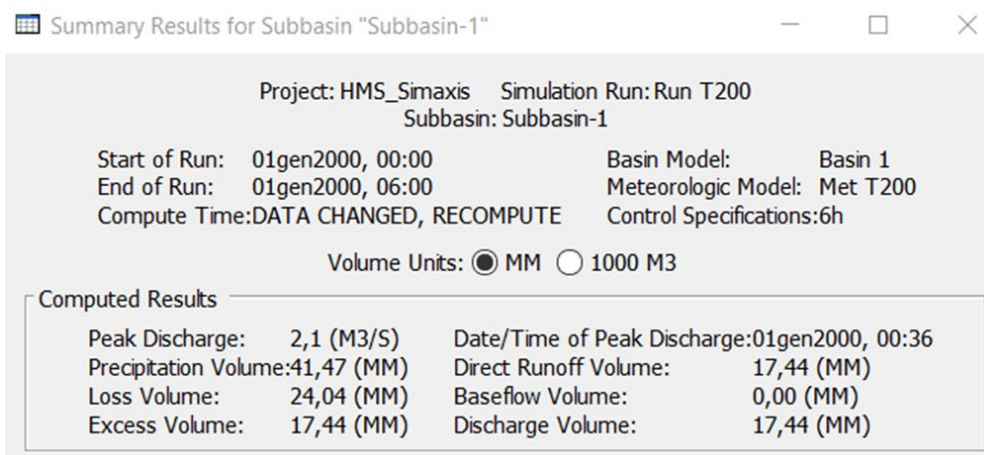 Summary Results for Subbasin "Subbasin-1"
Project: HMS_Simaxis Simulation Run: Run T200
Subbasin: Subbasin-1
Start of Run: 01gen2000, 00:00 Basin Model: Basin 1
End of Run: 01gen2000, 06:00 Meteorologic Model: Met T200
Compute Time:DATA CHANGED, RECOMPUTE Control Specifications:6h
Volume Units: MM 1000 M3
Computed Results
Peak Discharge: 2,1 (M3/S) Date/Time of Peak Discharge:01gen2000, 00:36
Precipitation Volume:41,47 (MM) Direct Runoff Volume: 17,44 (MM)
Loss Volume: 24,04 (MM) Baseflow Volume: 0,00 (MM)
Excess Volume: 17,44 (MM) Discharge Volume: 17,44 (MM)